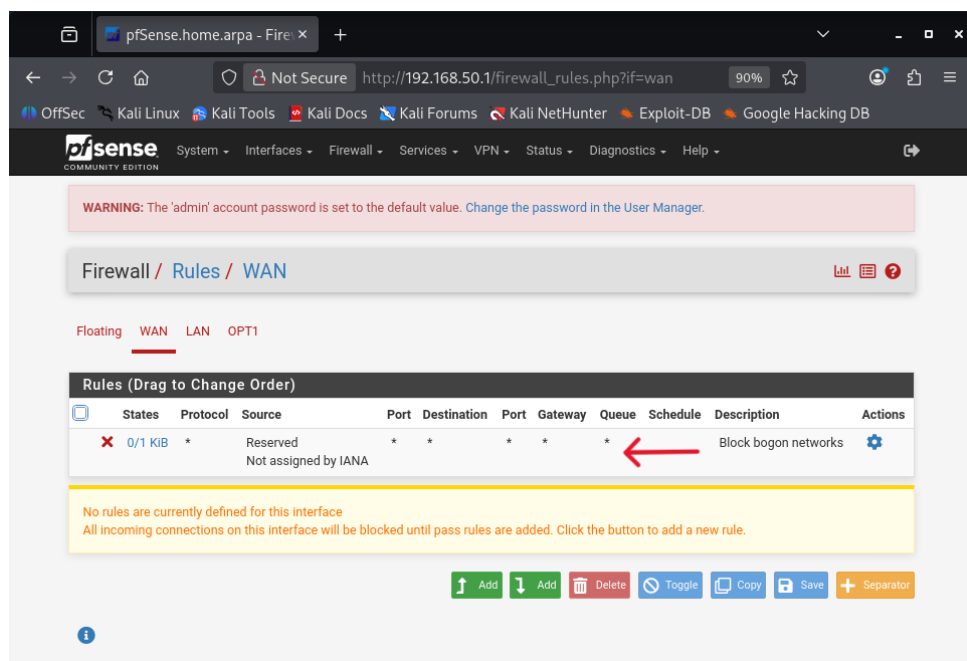 pfSense.home.arpa - Firew
Not Secure http://192.168.50.1/firewall_rules.php?if=wan 90%
OffSec Kali Linux Kali Tools Kali Docs Kali Forums Kali NetHunter Exploit-DB Google Hacking DB
pfsense System Interfaces Firewall Services VPN Status Diagnostics Help
COMMUNITY EDITION
WARNING: The 'admin' account password is set to the default value. Change the password in the User Manager.
Firewall / Rules / WAN
Floating WAN LAN OPT1
Rules (Drag to Change Order)
States Protocol Source Port Destination Port Gateway Queue Schedule Description Actions
0/1 KiB * Reserved * * * * * Block bogon networks
Not assigned by IANA
No rules are currently defined for this interface
All incoming connections on this interface will be blocked until pass rules are added. Click the button to add a new rule.
Add Add Delete Toggle Copy Save Separator